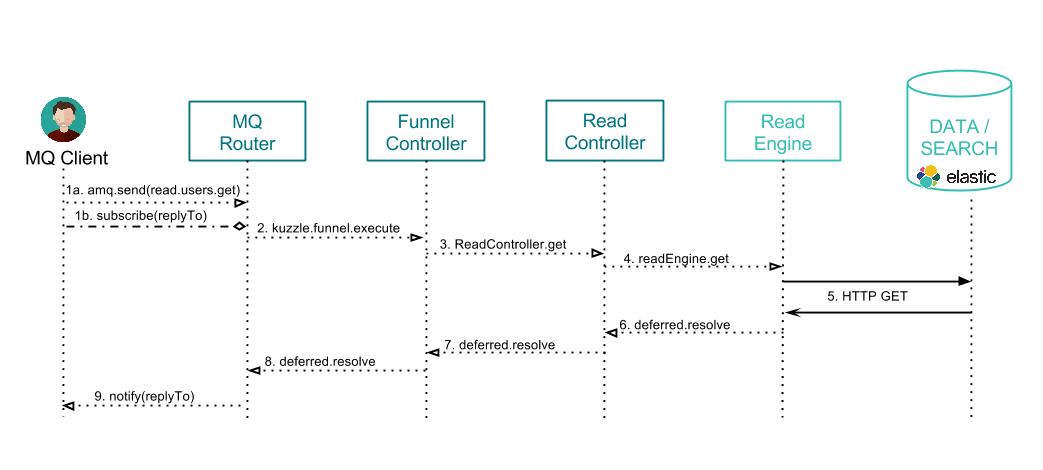 MQ Client
MQ
Router
Funnel
Controller
Read
Controller
Read
Engine
DATA /
SEARCH
elastic
1a. amq.send(read.users.get)
1b. subscribe(replyTo)
2. kuzzle.funnel.execute
3. ReadController.get
4. readEngine.get
5. HTTP GET
6. deferred.resolve
7. deferred.resolve
8. deferred.resolve
9. notify(replyTo)